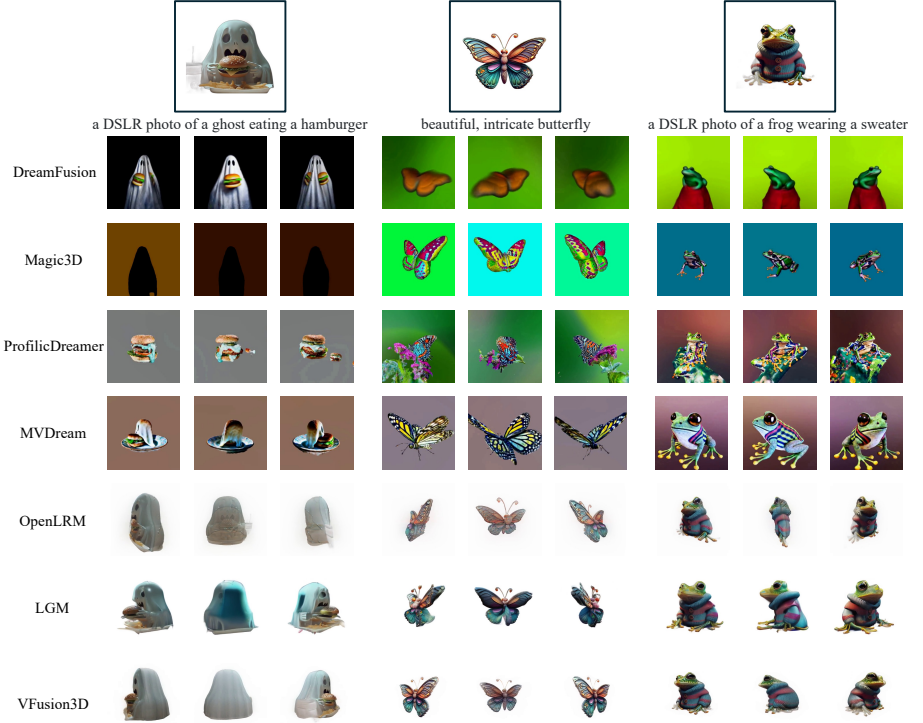 a DSLR photo of a ghost eating a hamburger
beautiful, intricate butterfly
a DSLR photo of a frog wearing a sweater
DreamFusion
Magic3D
ProfilicDreamer
MVDream
OpenLRM
LGM
VFusion3D